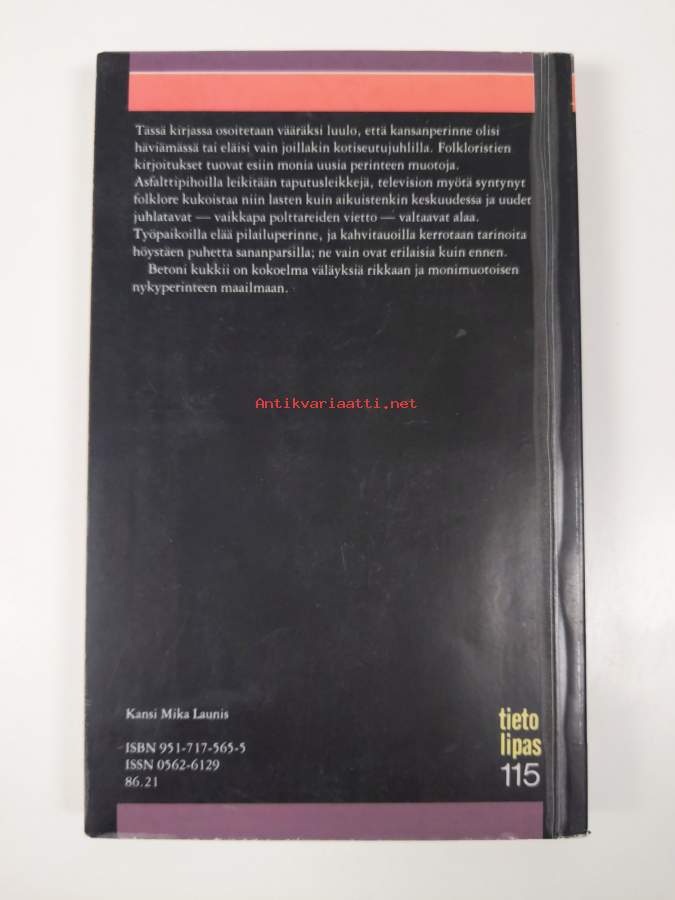 Tässä kirjassa osoitetaan vääräksi luulo, että kansanperinne olisi
häviämässä tai eläisi vain joillakin kotiseutujuhlilla. Folkloristien
kirjoitukset tuovat esiin monia uusia perinteen muotoja.
Asfalttipihoilla leikitään taputusleikkejä, television myötä syntynyt
folklore kukoistaa niin lasten kuin aikuistenkin keskuudessa ja uudet
juhlatavat — vaikkapa polttareiden vietto — valtaavat alaa.
Työpaikoilla elää pilailuperinne, ja kahvitauoilla kerrotaan tarinoita
höystäen puhetta sananparsilla; ne vain ovat erilaisia kuin ennen.
Betoni kukkii on kokoelma väläyksiä rikkaan ja monimuotoisen
nykyperinteen maailmaan.
Antikvariaatti.net
Kansi Mika Launis
ISBN 951-717-565-5
ISSN 0562-6129
86.21
tieto
lipas
115